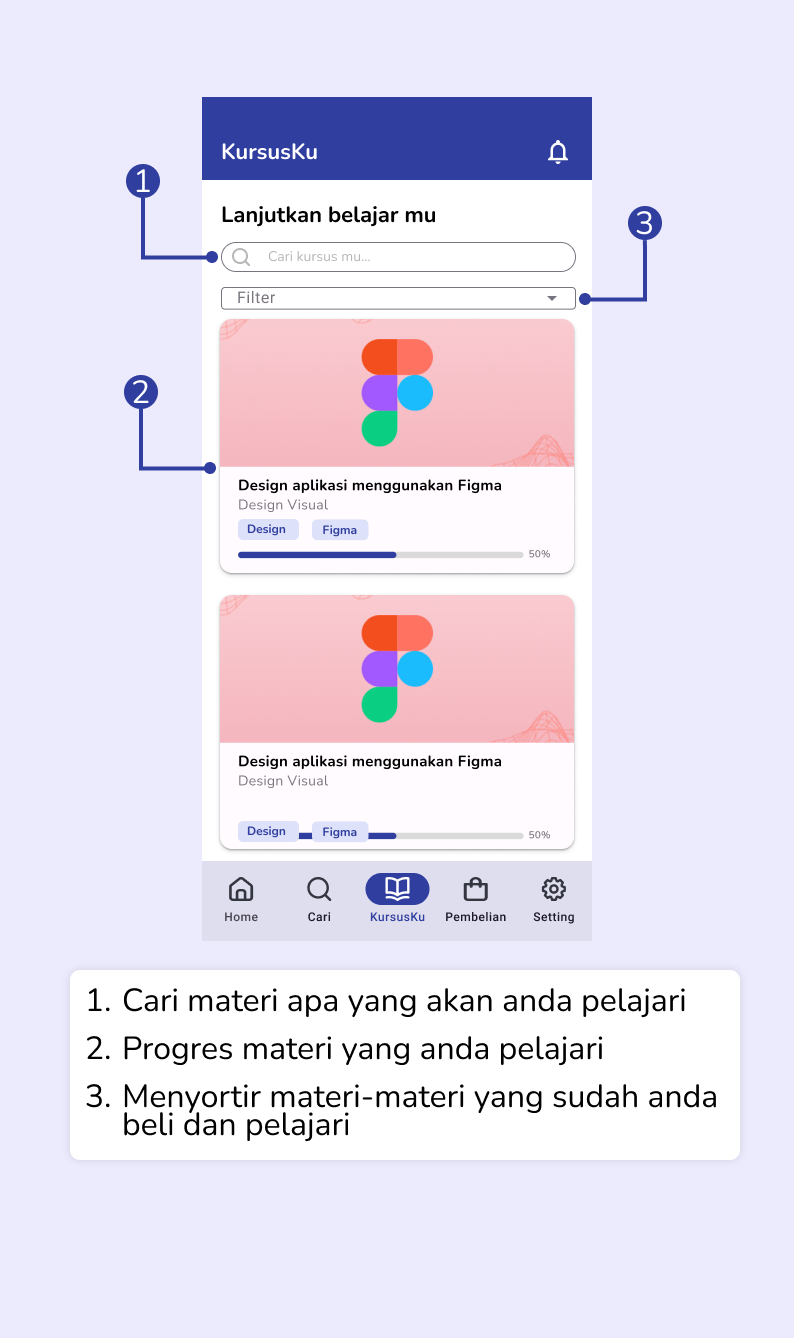 KursusKu
1
Lanjutkan belajar mu
3
Cari kursus mu...
Filter
2
Design aplikasi menggunakan Figma
Design Visual
Design Figma
50%
Design aplikasi menggunakan Figma
Design Visual
Design Figma 50%
Home Cari KursusKu Pembelian Setting
1. Cari materi apa yang akan anda pelajari
2. Progres materi yang anda pelajari
3. Menyortir materi-materi yang sudah anda
beli dan pelajari